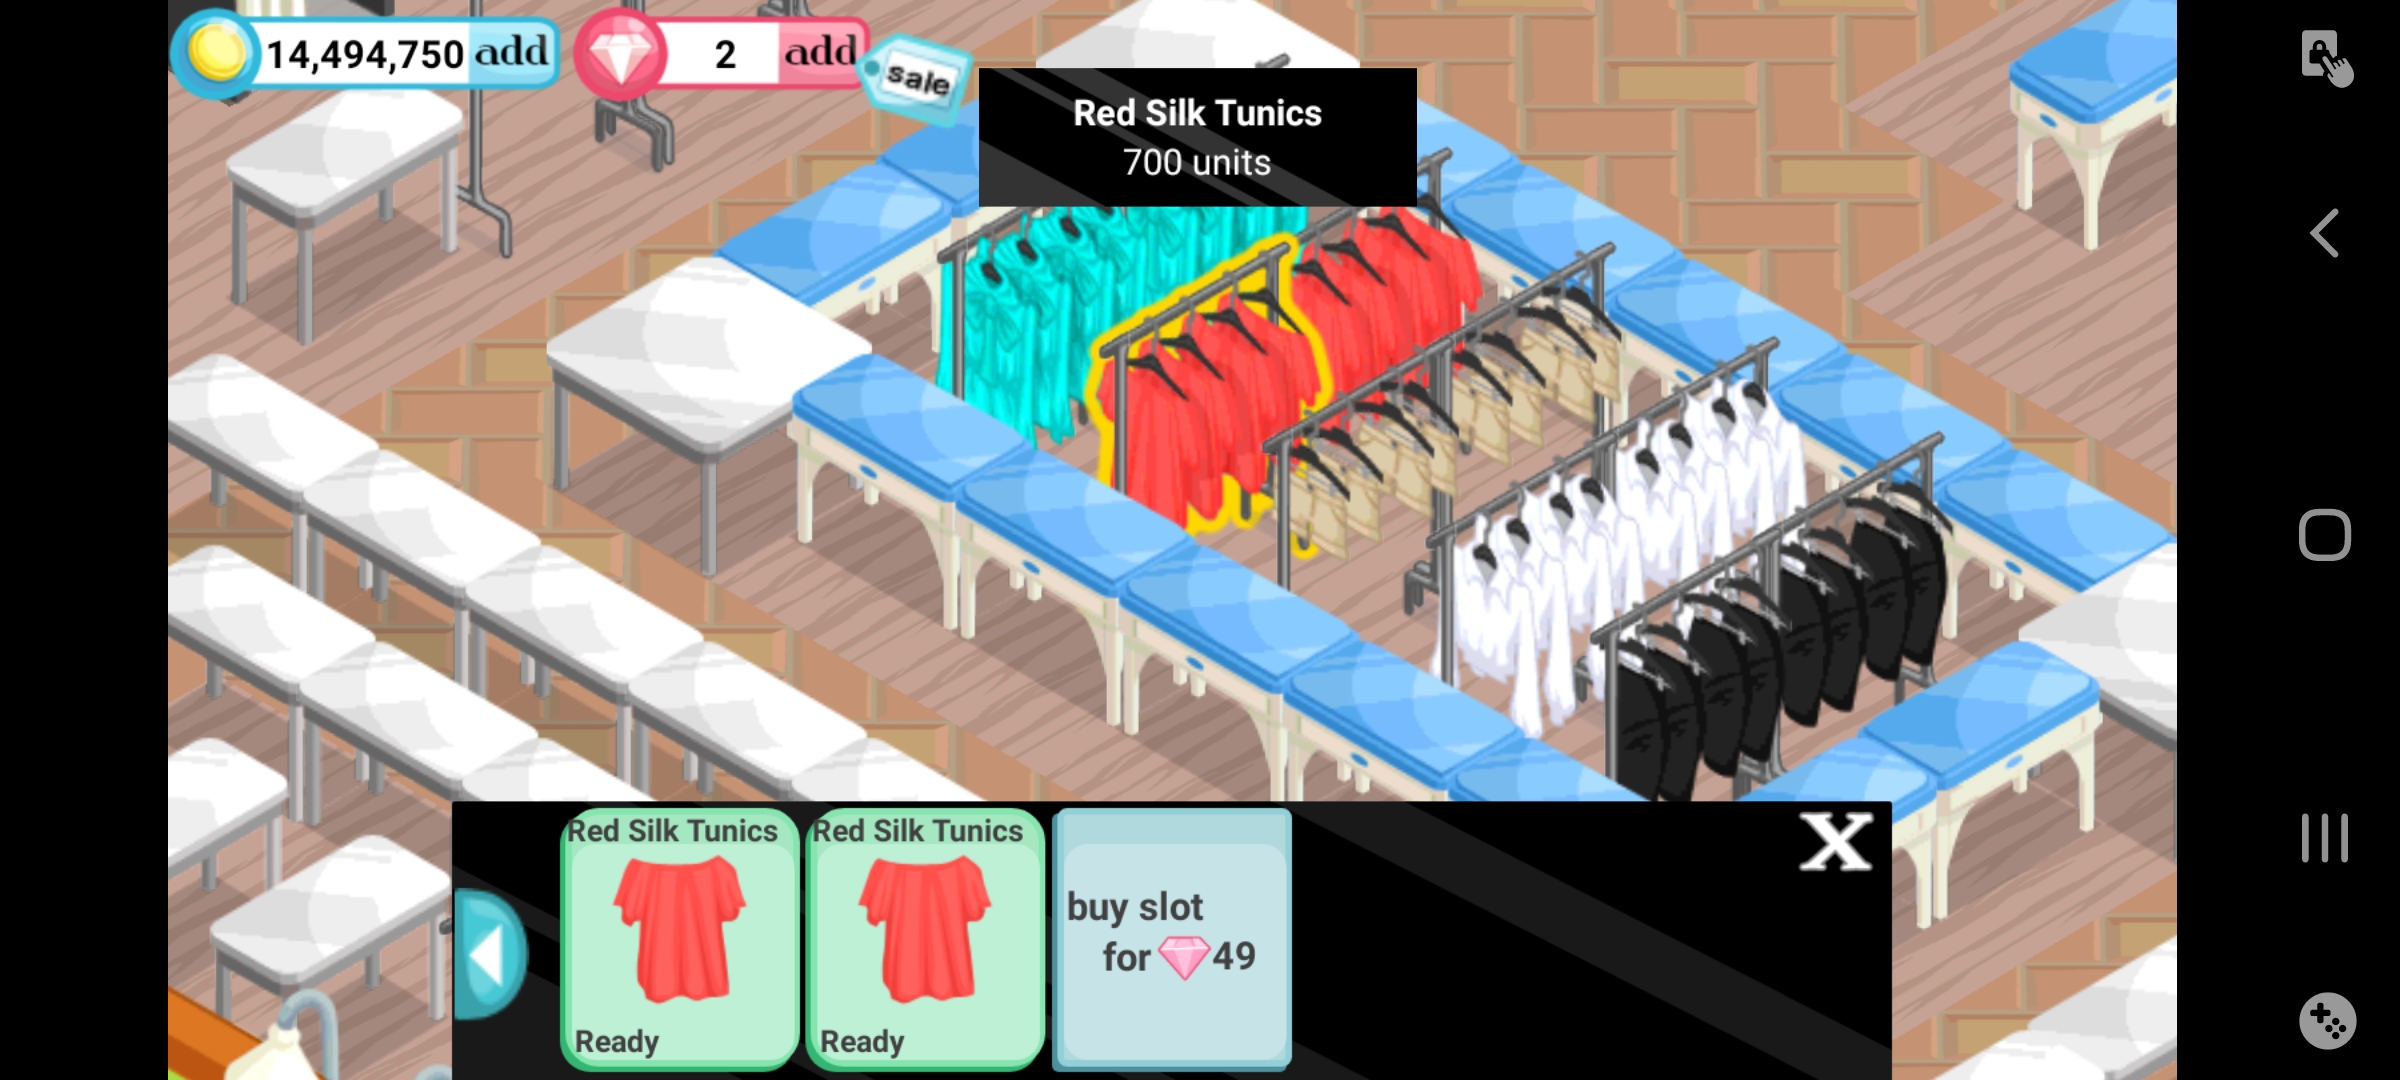 14,494,750 add
2 add
sale
Red Silk Tunics
700 units
Red Silk Tunics
Ready
Red Silk Tunics
Ready
buy slot
for 49
X